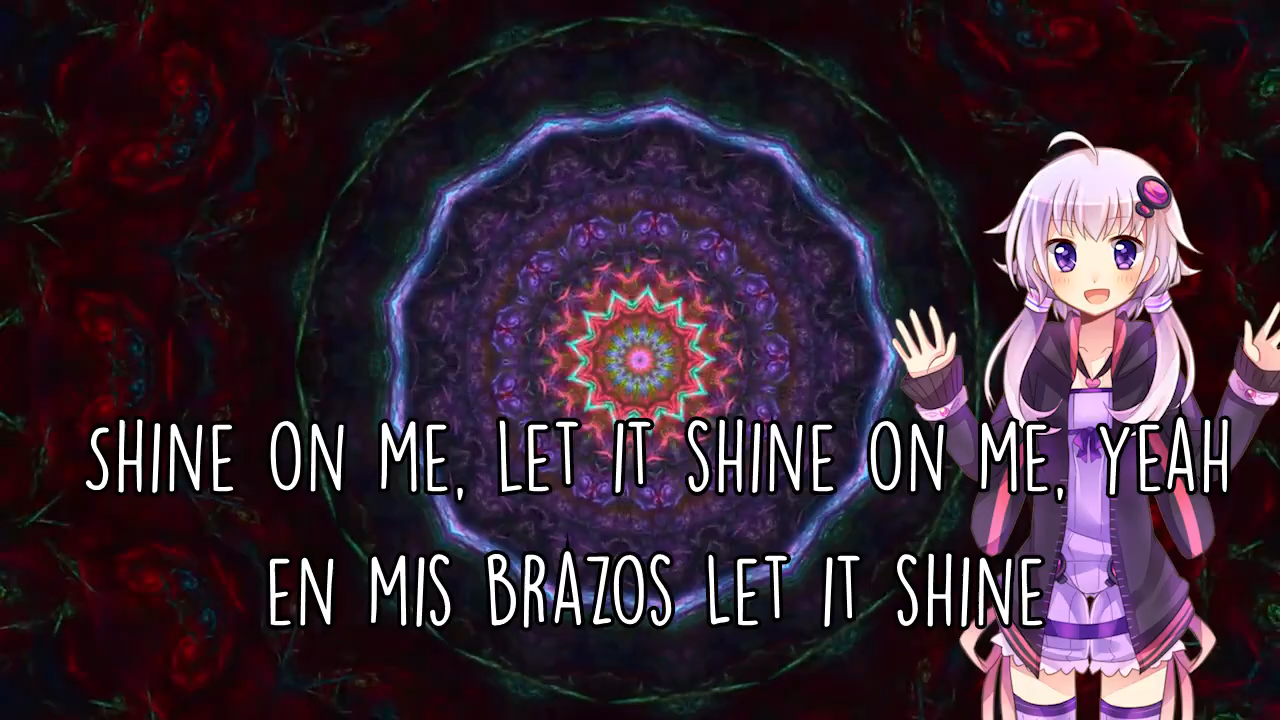 SHINE ON ME, LET IT SHINE ON ME, YEAH
EN MIS BRAZOS LET IT SHINE